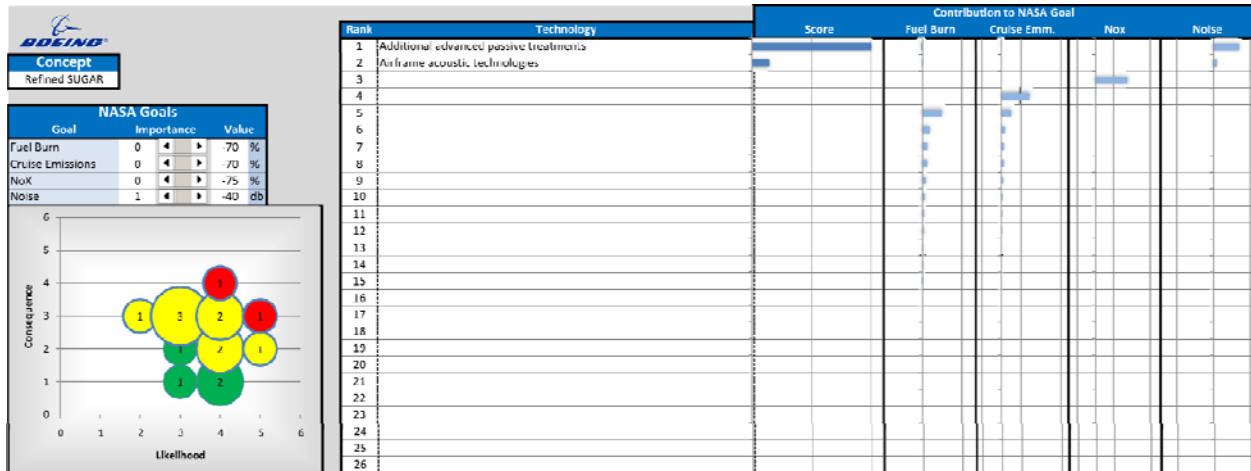 BOEING
Concept
Refined SUGAR
NASA Goals
Goal Importance Value
Fuel Burn 0 -70 %
Cruise Emissions 0 -70 %
NoX 0 -75 %
Noise 1 -40 db
6
5
4
3
2
1
0
0 1 2 3 4 5 6
Consequence
Likelihood
1
1 3 2 1
1 2 1
1 2
Contribution to NASA Goal
Rank Technology Score Fuel Burn Cruise Emm. Nox Noise
1 Additional advanced passive treatments
2 Airframe acoustic technologies
3
4
5
6
7
8
9
10
11
12
13
14
15
16
17
18
19
20
21
22
23
24
25
26